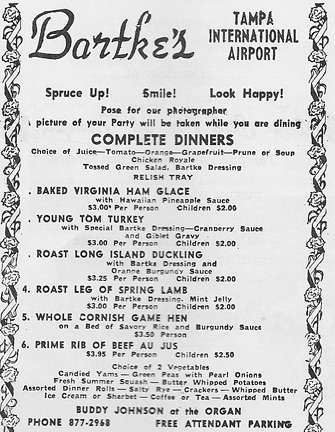 Bartke's
TAMPA
INTERNATIONAL
AIRPORT
Spruce Up! Smile! Look Happy!
Pose for our photographer
picture of your Party will be taken while you are dining
COMPLETE DINNERS
Choice of Juice—Tomato—Orange—Grapefruit—Prune or Soup
Chicken Royale
Tossed Green Salad, Bartke Dressing
RELISH TRAY
. BAKED VIRGINIA HAM GLACE
with Hawaiian Pineapple Sauce
$3.00* Per Person Children $2.00
. YOUNG TOM TURKEY
with Special Bartke Dressing—Cranberry Sauce
and Giblet Gravy
$3.00 Per Person Children $2.00
. ROAST LONG ISLAND DUCKLING
with Bartke Dressing and
Orange Burgundy Sauce
$3.25 Per Person Children $2.00
4. ROAST LEG OF SPRING LAMB
with Bartke Dressing, Mint Jelly
$3.00 Per Person Children $2.00
5. WHOLE CORNISH GAME HEN
on a Bed of Savory Rice and Burgundy Sauce
$3.50 Person
6. PRIME RIB OF BEEF AU JUS
$3.95 Per Person Children $2.50
Choice of 2 Vegetables
Candied Yams — Green Peas with Pearl Onions
Fresh Summer Squash — Butter Whipped Potatoes
Assorted Dinner Rolls — Salty Rye — Crackers — Whipped Butter
Ice Cream or Sherbet — Coffee or Tea — Assorted Mints
BUDDY JOHNSON at the ORGAN
PHONE 877-2968 FREE ATTENDANT PARKING